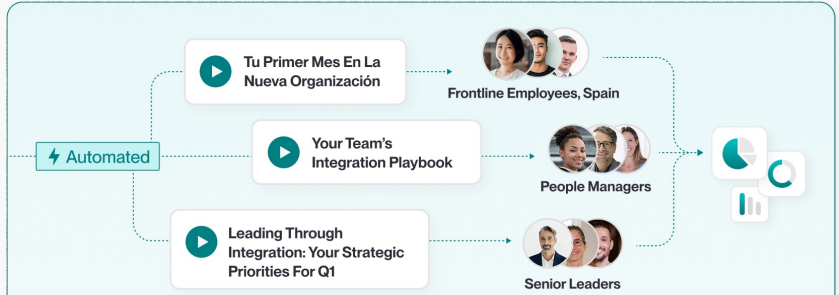 Tu Primer Mes En La
Nueva Organización
Frontline Employees, Spain
Automated
Your Team's
Integration Playbook
People Managers
Leading Through
Integration: Your Strategic
Priorities For Q1
Senior Leaders